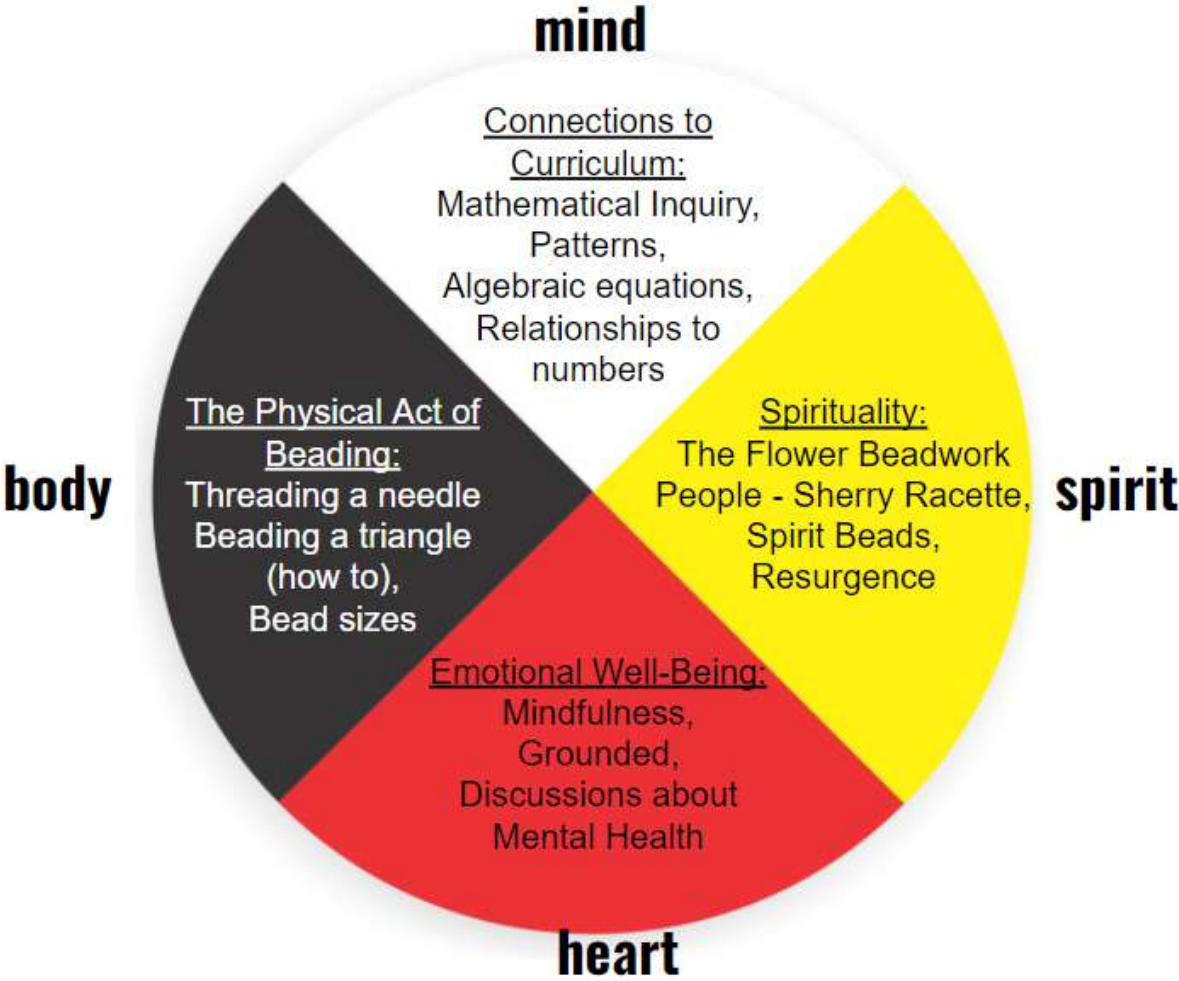 mind
Connections to
Curriculum:
Mathematical Inquiry,
Patterns,
Algebraic equations,
Relationships to
numbers
body
The Physical Act of
Beading:
Threading a needle
Beading a triangle
(how to),
Bead sizes
Spirituality:
The Flower Beadwork
People - Sherry Racette,
Spirit Beads,
Resurgence
spirit
Emotional Well-Being:
Mindfulness,
Grounded,
Discussions about
Mental Health
heart